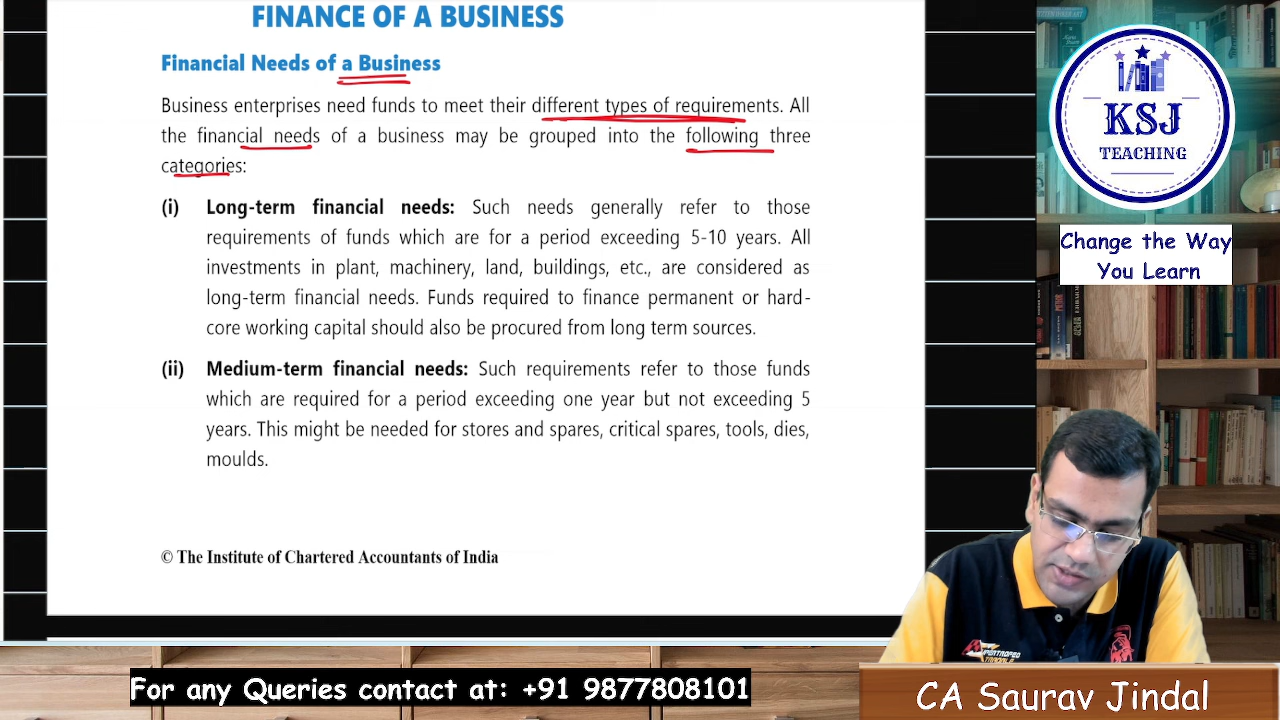 FINANCE OF A BUSINESS
Financial Needs of a Business
Business enterprises need funds to meet their different types of requirements. All
the financial needs of a business may be grouped into the following three
categories:
(i) Long-term financial needs: Such needs generally refer to those
requirements of funds which are for a period exceeding 5-10 years. All
investments in plant, machinery, land, buildings, etc., are considered as
long-term financial needs. Funds required to finance permanent or hard-
core working capital should also be procured from long term sources.
(ii) Medium-term financial needs: Such requirements refer to those funds
which are required for a period exceeding one year but not exceeding 5
years. This might be needed for stores and spares, critical spares, tools, dies,
moulds.
© The Institute of Chartered Accountants of India
KSJ
TEACHING
Change the Way
You Learn
For any Queries contact at: +91 9877808101
CA Saurav Jindal